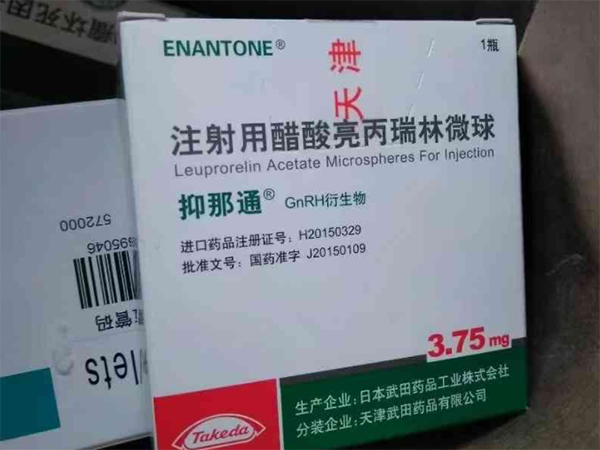 ENANTONE®
1瓶
天津
注射用醋酸亮丙瑞林微球
Leuprorelin Acetate Microspheres For Injection
抑那通® GnRH衍生物
进口药品注册证号：H20150329
批准文号：国药准字 J20150109
3.75mg
Takeda
生产企业：日本武田药品工业株式会社
分装企业：天津武田药品有限公司
572000
管码
lets